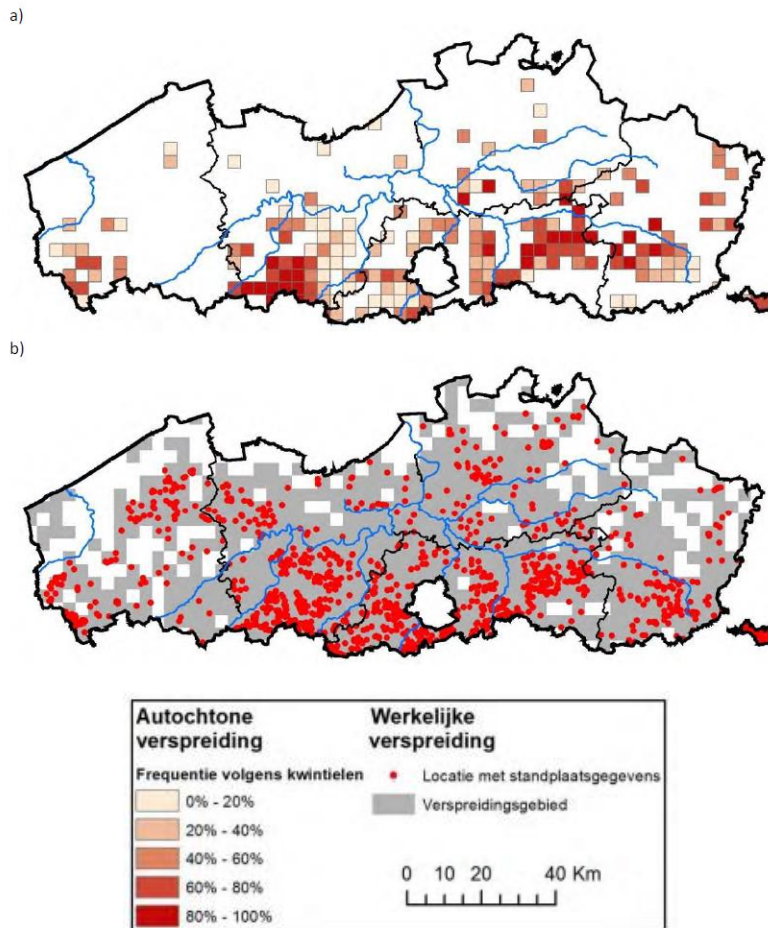 a)
b)
Autochtone
verspreiding
Frequentie volgens kwintielen
0% - 20%
20% - 40%
40% - 60%
60% - 80%
80% - 100%
Werkelijke
verspreiding
Locatie met standplaatsgegevens
Verspreidingsgebied
0 10 20 40 Km